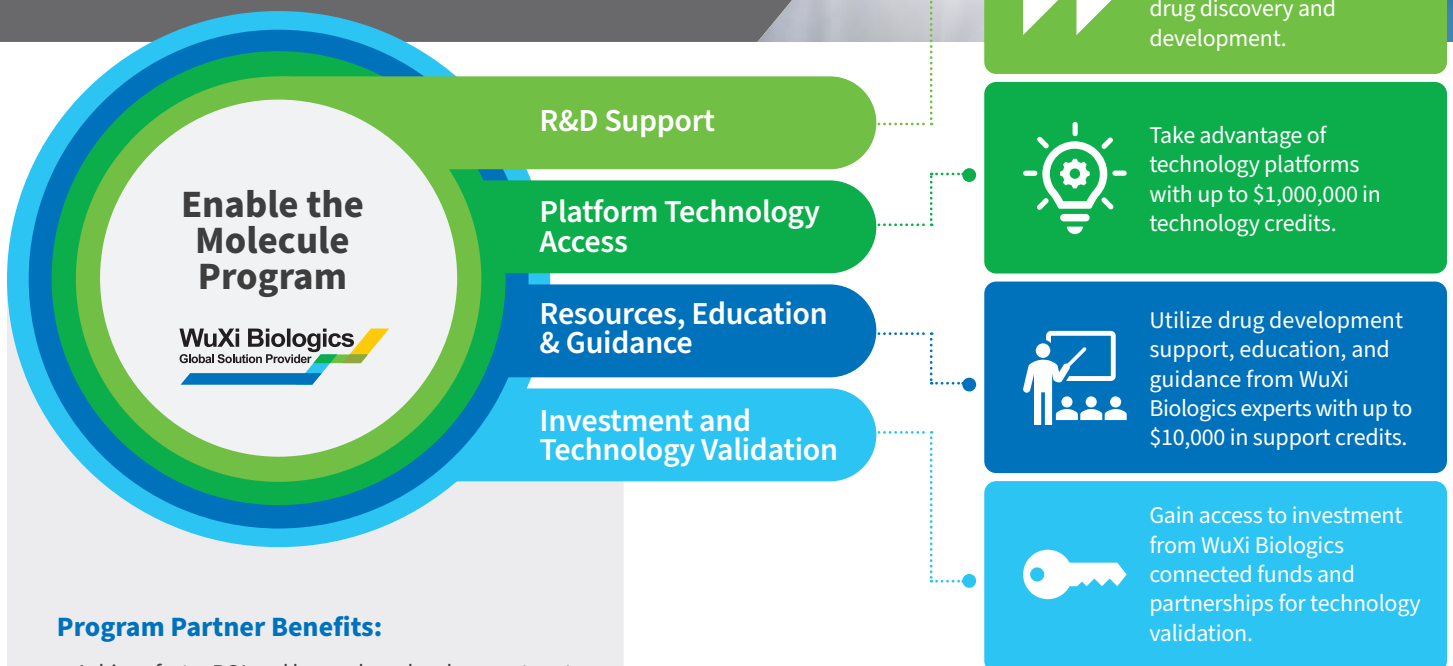 drug discovery and
development.
Enable the
Molecule
Program
WuXi Biologics
Global Solution Provider
R&D Support
Platform Technology
Access
Take advantage of
technology platforms
with up to $1,000,000 in
technology credits.
Resources, Education
& Guidance
Utilize drug development
support, education, and
guidance from WuXi
Biologics experts with up to
$10,000 in support credits.
Investment and
Technology Validation
Gain access to investment
from WuXi Biologics
connected funds and
partnerships for technology
validation.
Program Partner Benefits: